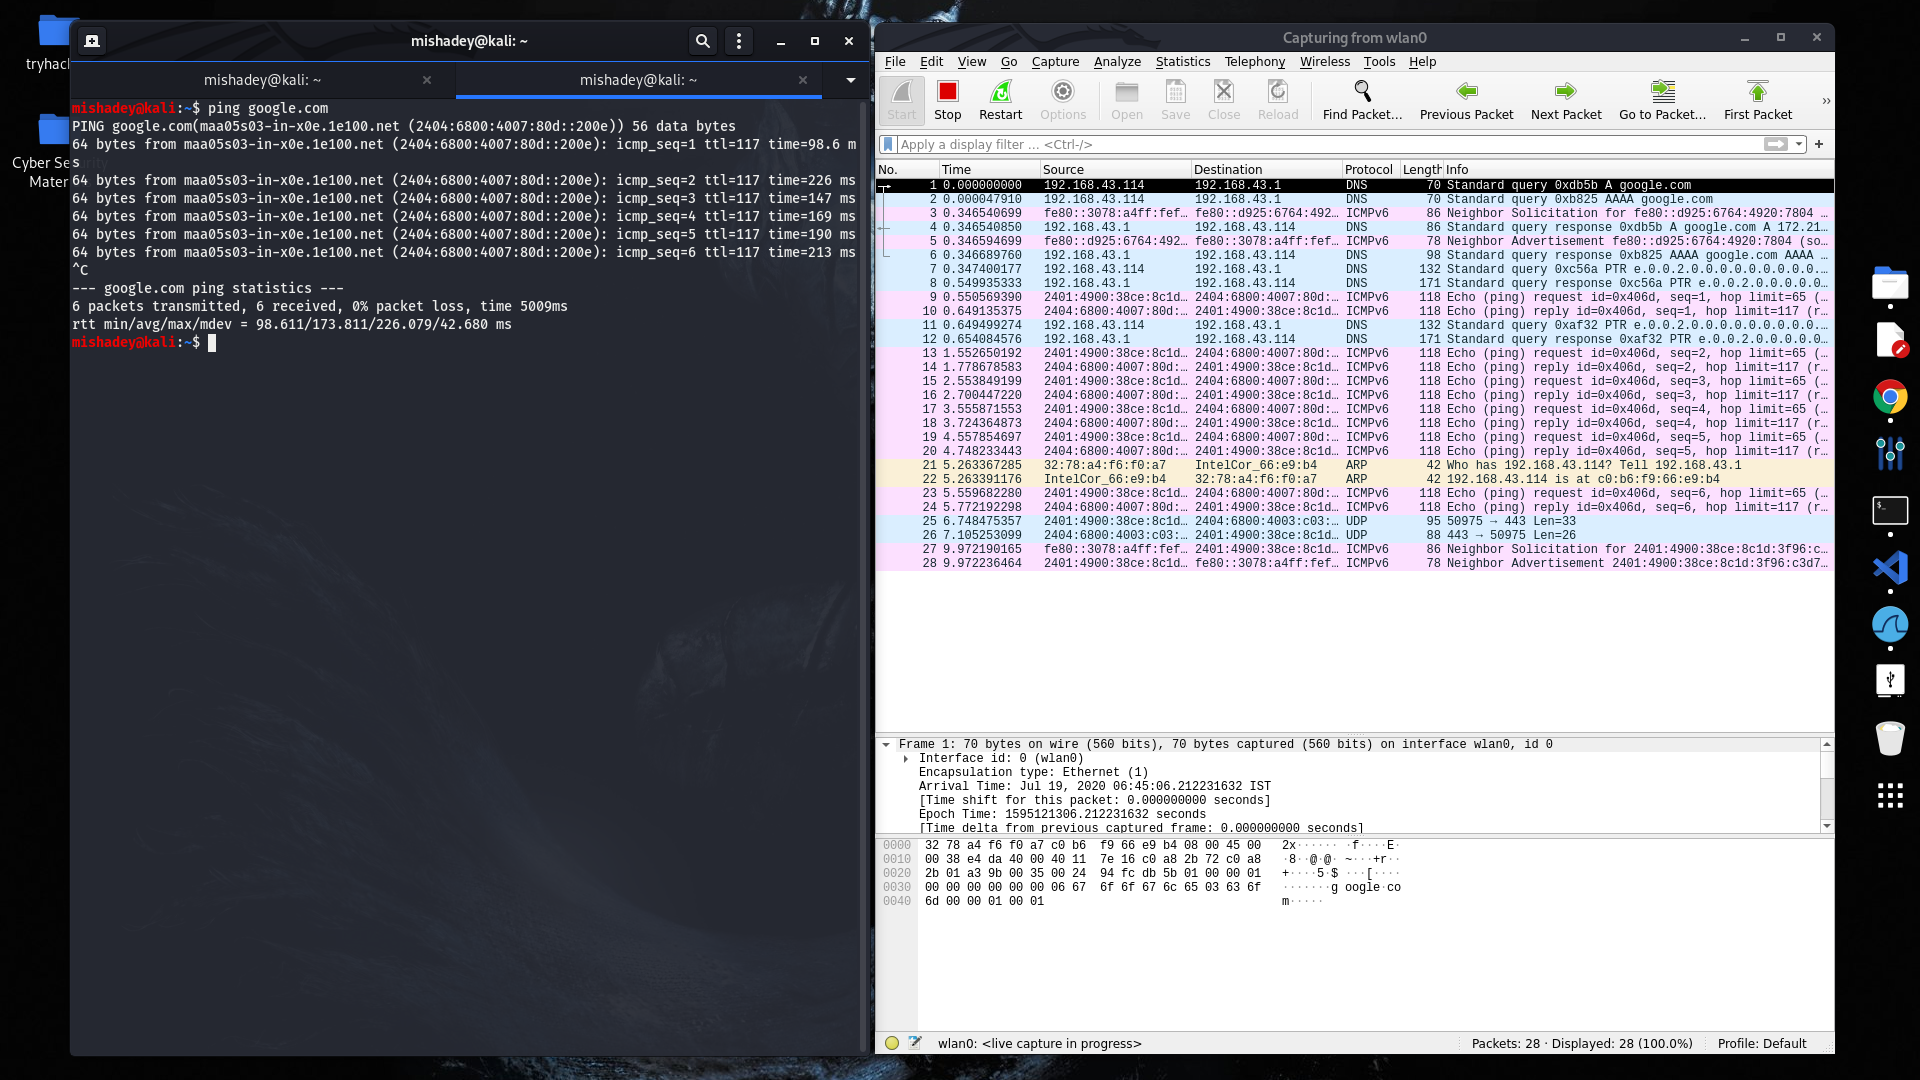 tryhac
Cyber Se
Mater
mishadey@kali: ~
mishadey@kali: ~
mishadey@kali: ~
mishadey@kali:~$ ping google.com
PING google.com(maa05s03-in-x0e.1e100.net (2404:6800:4007:80d::200e)) 56 data bytes
64 bytes from maa05s03-in-x0e.1e100.net (2404:6800:4007:80d::200e): icmp_seq=1 ttl=117 time=98.6 m
s
64 bytes from maa05s03-in-x0e.1e100.net (2404:6800:4007:80d::200e): icmp_seq=2 ttl=117 time=226 ms
64 bytes from maa05s03-in-x0e.1e100.net (2404:6800:4007:80d::200e): icmp_seq=3 ttl=117 time=147 ms
64 bytes from maa05s03-in-x0e.1e100.net (2404:6800:4007:80d::200e): icmp_seq=4 ttl=117 time=169 ms
64 bytes from maa05s03-in-x0e.1e100.net (2404:6800:4007:80d::200e): icmp_seq=5 ttl=117 time=190 ms
64 bytes from maa05s03-in-x0e.1e100.net (2404:6800:4007:80d::200e): icmp_seq=6 ttl=117 time=213 ms
^C
--- google.com ping statistics ---
6 packets transmitted, 6 received, 0% packet loss, time 5009ms
rtt min/avg/max/mdev = 98.611/173.811/226.079/42.680 ms
mishadey@kali:~$
Capturing from wlan0
File Edit View Go Capture Analyze Statistics Telephony Wireless Tools Help
Start Stop Restart Options Open Save Close Reload Find Packet... Previous Packet Next Packet Go to Packet... First Packet »
Apply a display filter ... <Ctrl-/> +
No. Time Source Destination Protocol Length Info
1 0.000000000 192.168.43.114 192.168.43.1 DNS 70 Standard query 0xdb5b A google.com
2 0.000047910 192.168.43.114 192.168.43.1 DNS 70 Standard query 0xb825 AAAA google.com
3 0.346540699 fe80::3078:a4ff:fef… fe80::d925:6764:492… ICMPv6 86 Neighbor Solicitation for fe80::d925:6764:4920:7804 …
4 0.346540850 192.168.43.1 192.168.43.114 DNS 86 Standard query response 0xdb5b A google.com A 172.21…
5 0.346594699 fe80::d925:6764:492… fe80::3078:a4ff:fef… ICMPv6 78 Neighbor Advertisement fe80::d925:6764:4920:7804 (so…
6 0.346689760 192.168.43.1 192.168.43.114 DNS 98 Standard query response 0xb825 AAAA google.com AAAA …
7 0.347400177 192.168.43.114 192.168.43.1 DNS 132 Standard query 0xc56a PTR e.0.0.2.0.0.0.0.0.0.0.0.0.…
8 0.549935333 192.168.43.1 192.168.43.114 DNS 171 Standard query response 0xc56a PTR e.0.0.2.0.0.0.0.0…
9 0.550569390 2401:4900:38ce:8c1d… 2404:6800:4007:80d:… ICMPv6 118 Echo (ping) request id=0x406d, seq=1, hop limit=65 (…
10 0.649135375 2404:6800:4007:80d:… 2401:4900:38ce:8c1d… ICMPv6 118 Echo (ping) reply id=0x406d, seq=1, hop limit=117 (r…
11 0.649499274 192.168.43.114 192.168.43.1 DNS 132 Standard query 0xaf32 PTR e.0.0.2.0.0.0.0.0.0.0.0.0.…
12 0.654084576 192.168.43.1 192.168.43.114 DNS 171 Standard query response 0xaf32 PTR e.0.0.2.0.0.0.0.0…
13 1.552650192 2401:4900:38ce:8c1d… 2404:6800:4007:80d:… ICMPv6 118 Echo (ping) request id=0x406d, seq=2, hop limit=65 (…
14 1.778678583 2404:6800:4007:80d:… 2401:4900:38ce:8c1d… ICMPv6 118 Echo (ping) reply id=0x406d, seq=2, hop limit=117 (r…
15 2.553849199 2401:4900:38ce:8c1d… 2404:6800:4007:80d:… ICMPv6 118 Echo (ping) request id=0x406d, seq=3, hop limit=65 (…
16 2.700447220 2404:6800:4007:80d:… 2401:4900:38ce:8c1d… ICMPv6 118 Echo (ping) reply id=0x406d, seq=3, hop limit=117 (r…
17 3.555871553 2401:4900:38ce:8c1d… 2404:6800:4007:80d:… ICMPv6 118 Echo (ping) request id=0x406d, seq=4, hop limit=65 (…
18 3.724364873 2404:6800:4007:80d:… 2401:4900:38ce:8c1d… ICMPv6 118 Echo (ping) reply id=0x406d, seq=4, hop limit=117 (r…
19 4.557854697 2401:4900:38ce:8c1d… 2404:6800:4007:80d:… ICMPv6 118 Echo (ping) request id=0x406d, seq=5, hop limit=65 (…
20 4.748233443 2404:6800:4007:80d:… 2401:4900:38ce:8c1d… ICMPv6 118 Echo (ping) reply id=0x406d, seq=5, hop limit=117 (r…
21 5.263367285 32:78:a4:f6:f0:a7 IntelCor_66:e9:b4 ARP 42 Who has 192.168.43.114? Tell 192.168.43.1
22 5.263391176 IntelCor_66:e9:b4 32:78:a4:f6:f0:a7 ARP 42 192.168.43.114 is at c0:b6:f9:66:e9:b4
23 5.559682280 2401:4900:38ce:8c1d… 2404:6800:4007:80d:… ICMPv6 118 Echo (ping) request id=0x406d, seq=6, hop limit=65 (…
24 5.772192298 2404:6800:4007:80d:… 2401:4900:38ce:8c1d… ICMPv6 118 Echo (ping) reply id=0x406d, seq=6, hop limit=117 (r…
25 6.748475357 2401:4900:38ce:8c1d… 2404:6800:4003:c03:… UDP 95 50975 → 443 Len=33
26 7.105253099 2404:6800:4003:c03:… 2401:4900:38ce:8c1d… UDP 88 443 → 50975 Len=26
27 9.972190165 fe80::3078:a4ff:fef… 2401:4900:38ce:8c1d… ICMPv6 86 Neighbor Solicitation for 2401:4900:38ce:8c1d:3f96:c…
28 9.972236464 2401:4900:38ce:8c1d… fe80::3078:a4ff:fef… ICMPv6 78 Neighbor Advertisement 2401:4900:38ce:8c1d:3f96:c3d7…
Frame 1: 70 bytes on wire (560 bits), 70 bytes captured (560 bits) on interface wlan0, id 0
Interface id: 0 (wlan0)
Encapsulation type: Ethernet (1)
Arrival Time: Jul 19, 2020 06:45:06.212231632 IST
[Time shift for this packet: 0.000000000 seconds]
Epoch Time: 1595121306.212231632 seconds
[Time delta from previous captured frame: 0.000000000 seconds]
0000 32 78 a4 f6 f0 a7 c0 b6 f9 66 e9 b4 08 00 45 00 2x······ ·f····E·
0010 00 38 e4 da 40 00 40 11 7e 16 c0 a8 2b 72 c0 a8 ·8··@·@· ~···+r··
0020 2b 01 a3 9b 00 35 00 24 94 fc db 5b 01 00 00 01 +····5·$ ···[····
0030 00 00 00 00 00 00 06 67 6f 6f 67 6c 65 03 63 6f ·······g oogle·co
0040 6d 00 00 01 00 01 m·····
wlan0: <live capture in progress> Packets: 28 · Displayed: 28 (100.0%) Profile: Default